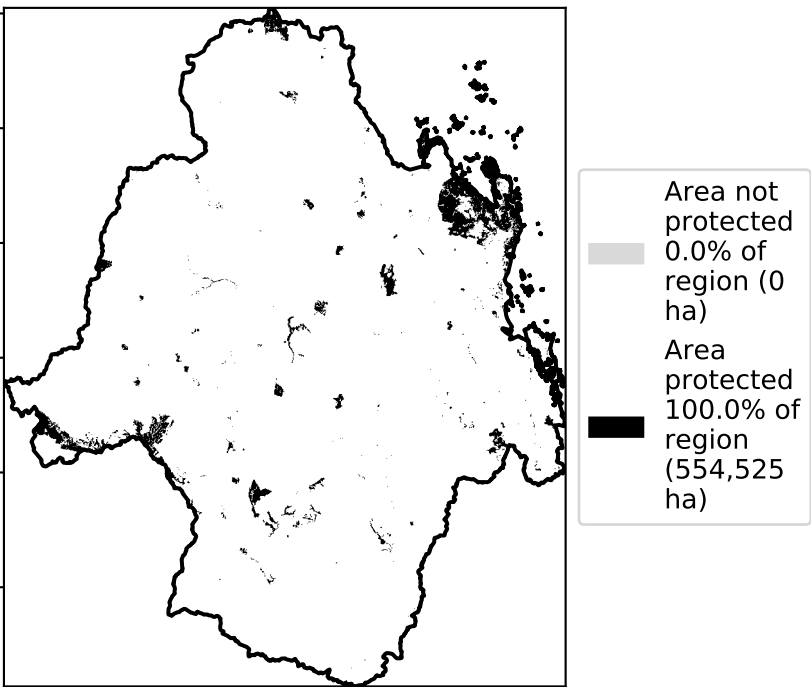 Area not
protected
0.0% of
region (0
ha)
Area
protected
100.0% of
region
(554,525
ha)